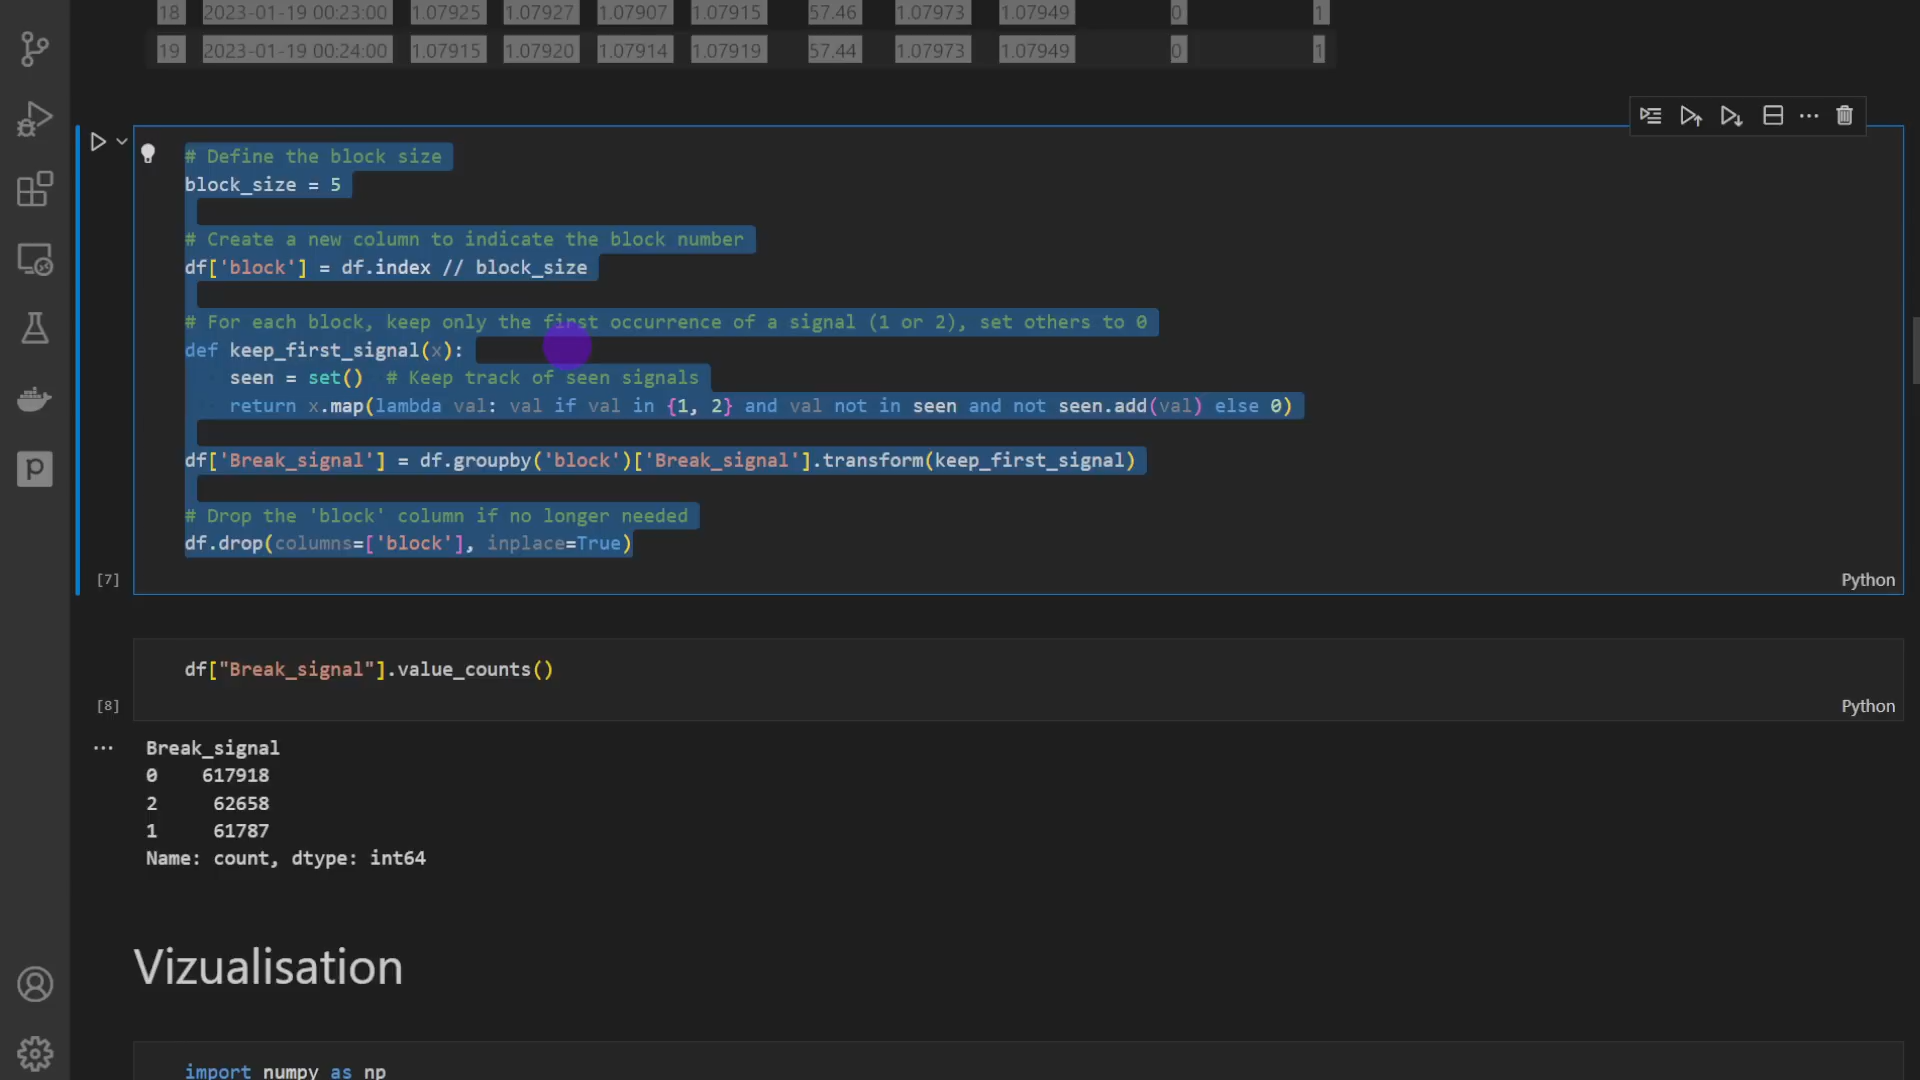 18 2023-01-19 00:23:00 1.07925 1.07927 1.07907 1.07915 57.46 1.07973 1.07949 0 1
19 2023-01-19 00:24:00 1.07915 1.07920 1.07914 1.07919 57.44 1.07973 1.07949 0 1
# Define the block size
block_size = 5
# Create a new column to indicate the block number
df['block'] = df.index // block_size
# For each block, keep only the first occurrence of a signal (1 or 2), set others to 0
def keep_first_signal(x):
    seen = set()  # Keep track of seen signals
    return x.map(lambda val: val if val in {1, 2} and val not in seen and not seen.add(val) else 0)
df['Break_signal'] = df.groupby('block')['Break_signal'].transform(keep_first_signal)
# Drop the 'block' column if no longer needed
df.drop(columns=['block'], inplace=True)
[7]
Python
df["Break_signal"].value_counts()
[8]
Python
Break_signal
0    617918
2     62658
1     61787
Name: count, dtype: int64
Vizualisation
import numpy as np